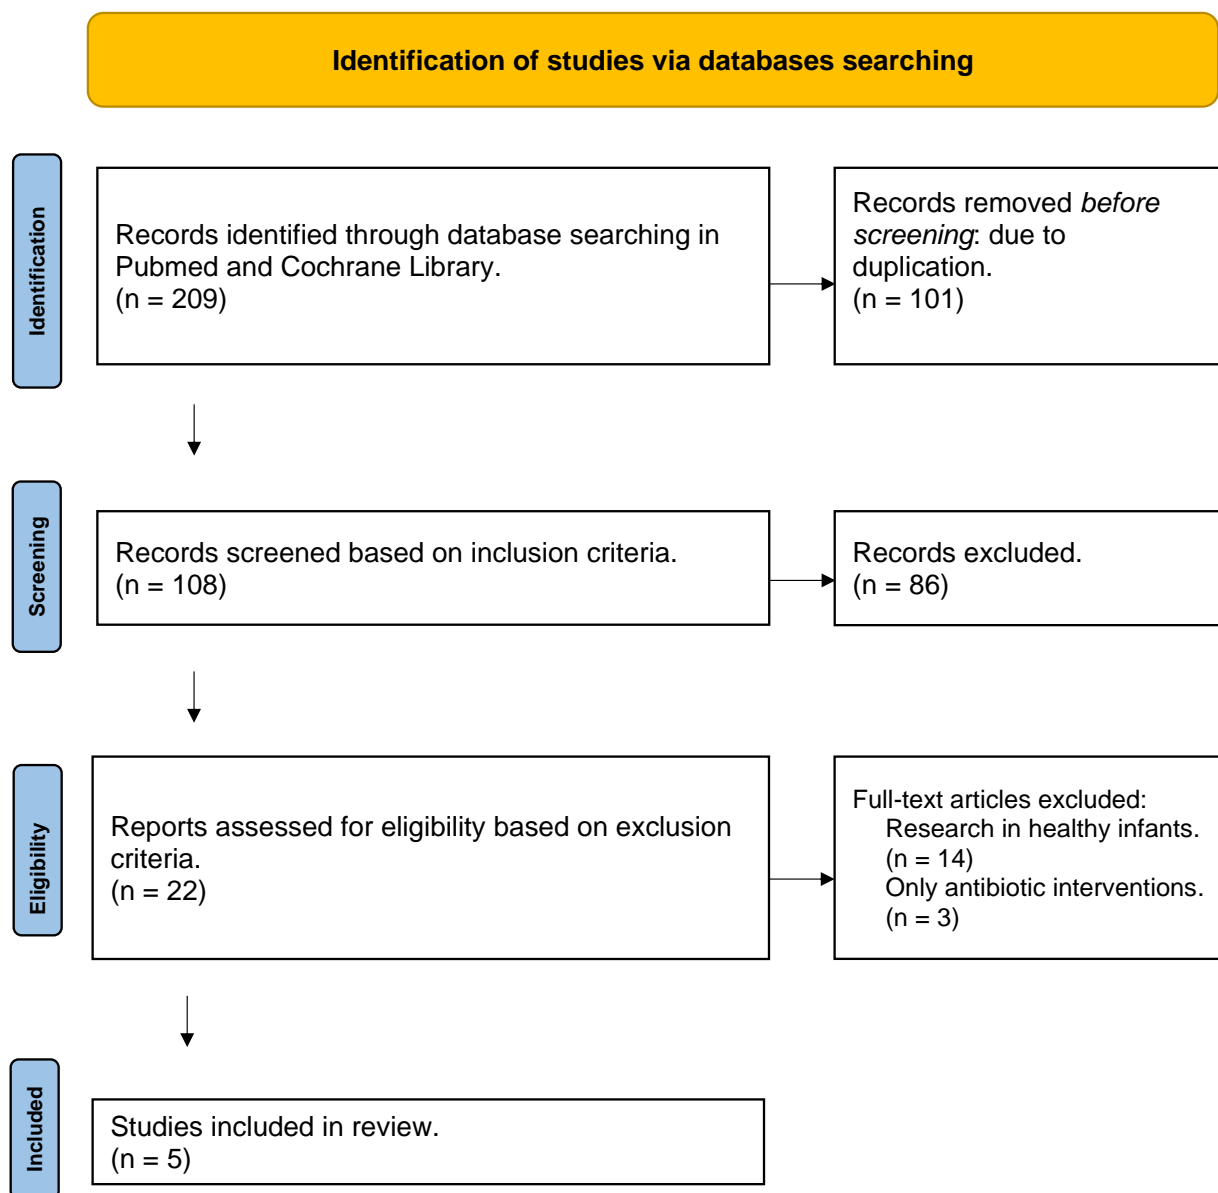 Identification of studies via databases searching
Identification
Records identified through database searching in
Pubmed and Cochrane Library.
(n = 209)
Records removed before
screening: due to
duplication.
(n = 101)
Screening
Records screened based on inclusion criteria.
(n = 108)
Records excluded.
(n = 86)
Eligibility
Reports assessed for eligibility based on exclusion
criteria.
(n = 22)
Full-text articles excluded:
Research in healthy infants.
(n = 14)
Only antibiotic interventions.
(n = 3)
Included
Studies included in review.
(n = 5)